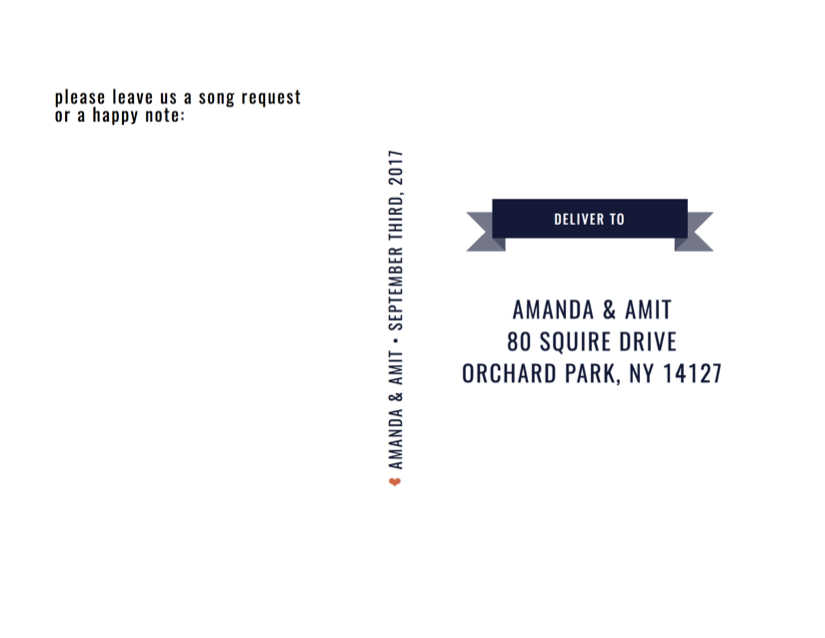 please leave us a song request
or a happy note:
❤ AMANDA & AMIT • SEPTEMBER THIRD, 2017
DELIVER TO
AMANDA & AMIT
80 SQUIRE DRIVE
ORCHARD PARK, NY 14127